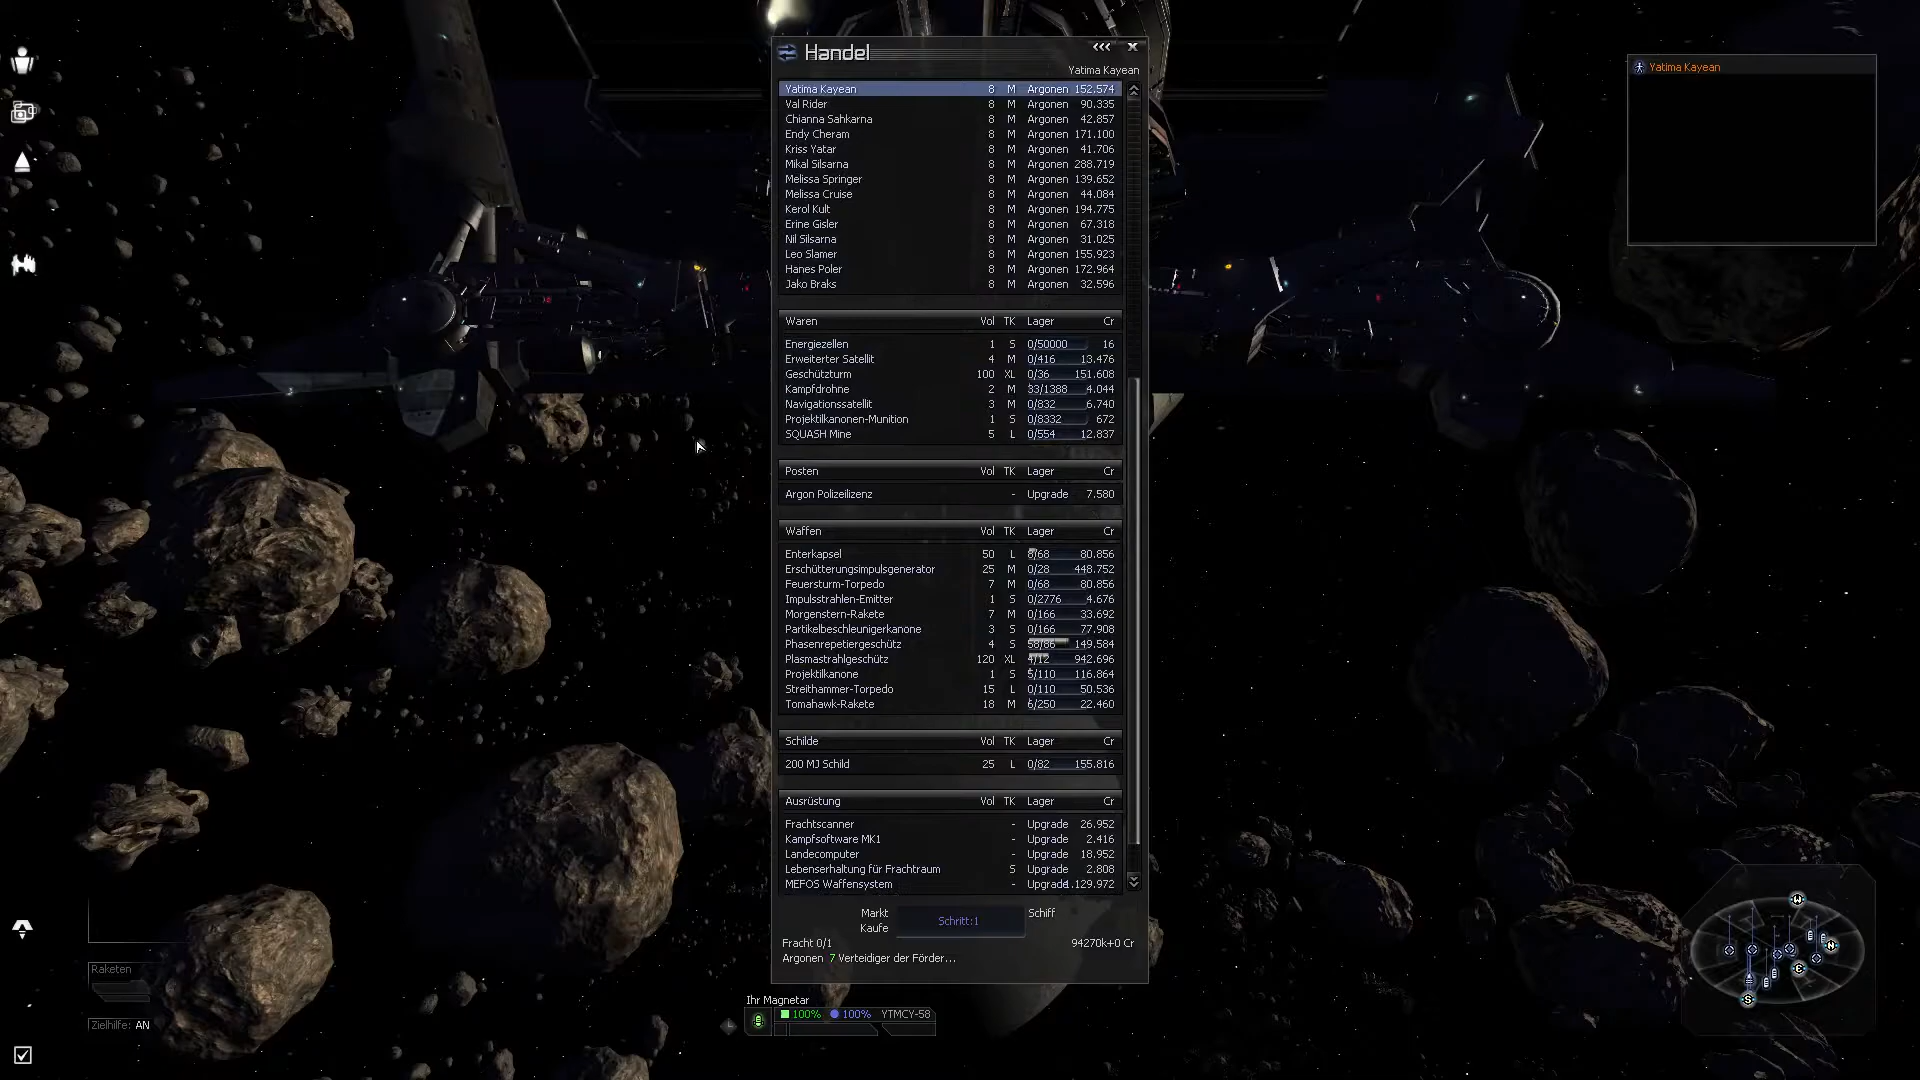 Handel
Yatima Kayean
Yatima Kayean
Yatima Kayean 8 M Argonen 152.574
Val Rider 8 M Argonen 90.335
Chianna Sahkarna 8 M Argonen 42.857
Endy Cheram 8 M Argonen 171.100
Kriss Yatar 8 M Argonen 41.706
Mikal Silsarna 8 M Argonen 288.719
Melissa Springer 8 M Argonen 139.652
Melissa Cruise 8 M Argonen 44.084
Kerol Kult 8 M Argonen 194.775
Erine Gisler 8 M Argonen 67.318
Nil Silsarna 8 M Argonen 31.025
Leo Slamer 8 M Argonen 155.923
Hanes Poler 8 M Argonen 172.964
Jako Braks 8 M Argonen 32.596
Waren Vol TK Lager Cr
Energiezellen 1 S 0/50000 16
Erweiterter Satellit 4 M 0/416 13.476
Geschützturm 100 XL 0/36 151.608
Kampfdrohne 2 M 33/1388 4.044
Navigationssatellit 3 M 0/832 6.740
Projektilkanonen-Munition 1 S 0/8332 672
SQUASH Mine 5 L 0/554 12.837
Posten Vol TK Lager Cr
Argon Polizeilizenz - Upgrade 7.580
Waffen Vol TK Lager Cr
Enterkapsel 50 L 8/68 80.856
Erschütterungsimpulsgenerator 25 M 0/28 448.752
Feuersturm-Torpedo 7 M 0/68 80.856
Impulsstrahlen-Emitter 1 S 0/2776 4.676
Morgenstern-Rakete 7 M 0/166 33.692
Partikelbeschleunigerkanone 3 S 0/166 77.908
Phasenrepetiergeschütz 4 S 58/86 149.584
Plasmastrahlgeschütz 120 XL 4/12 942.696
Projektilkanone 1 S 5/110 116.864
Streithammer-Torpedo 15 L 0/110 50.536
Tomahawk-Rakete 18 M 6/250 22.460
Schilde Vol TK Lager Cr
200 MJ Schild 25 L 0/82 155.816
Ausrüstung Vol TK Lager Cr
Frachtscanner - Upgrade 26.952
Kampfsoftware MK1 - Upgrade 2.416
Landecomputer - Upgrade 18.952
Lebenserhaltung für Frachtraum S Upgrade 2.808
MEFOS Waffensystem - Upgrade 1.129.972
Markt Schiff
Schritt:1
Kaufe
Fracht 0/1 94270k+0 Cr
Argonen 7 Verteidiger der Förder...
Raketen
Zielhilfe: AN
Ihr Magnetar
L 100% 100% YTMCY-58
W
N
E
S